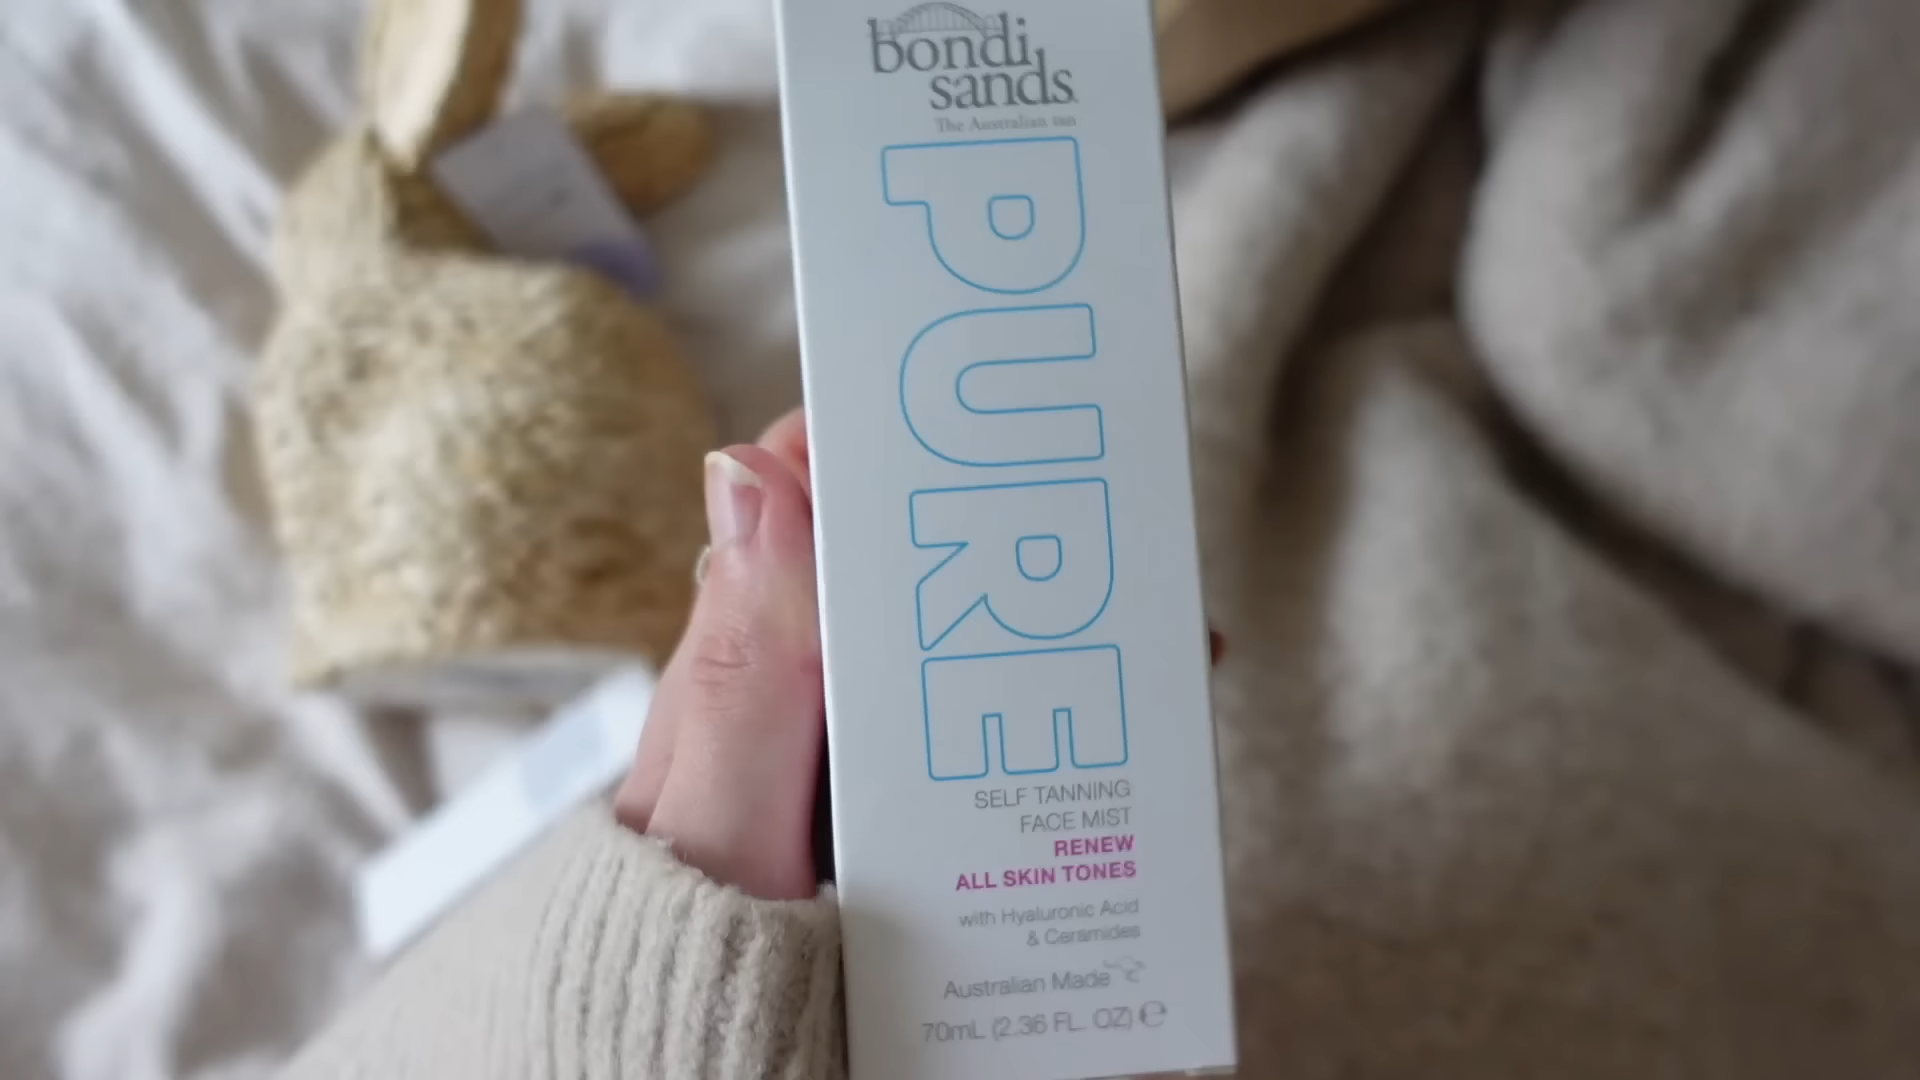 bondi
sands
The Australian tan
PURE
SELF TANNING
FACE MIST
RENEW
ALL SKIN TONES
with Hyaluronic Acid
& Ceramides
Australian Made
70mL (2.36 FL. OZ) ℮